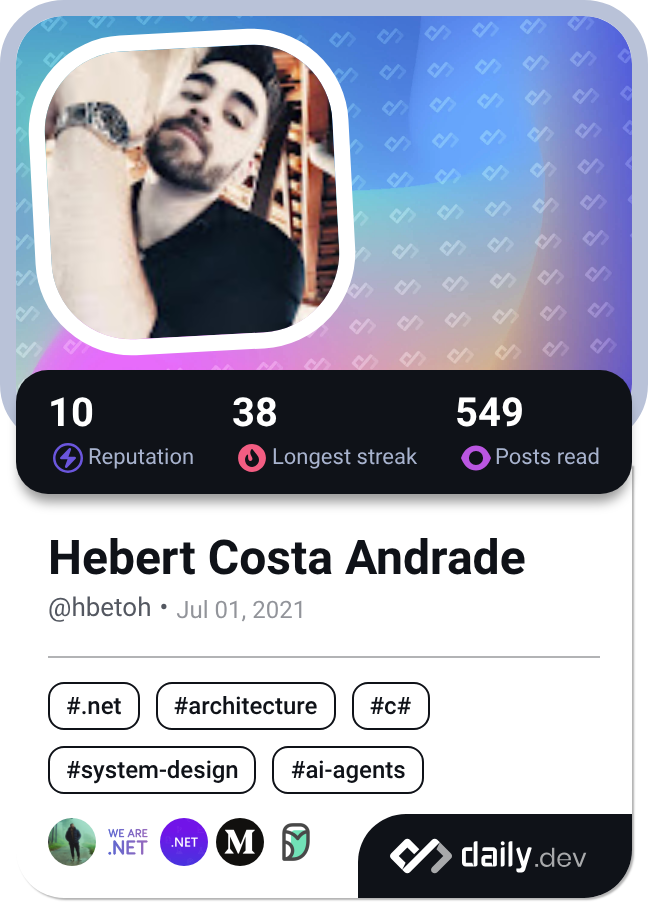 10 38 549
Reputation Longest streak Posts read
Hebert Costa Andrade
@hbetoh • Jul 01, 2021
#.net #architecture #c#
#system-design #ai-agents
WE ARE
.NET
.NET
M
daily.dev